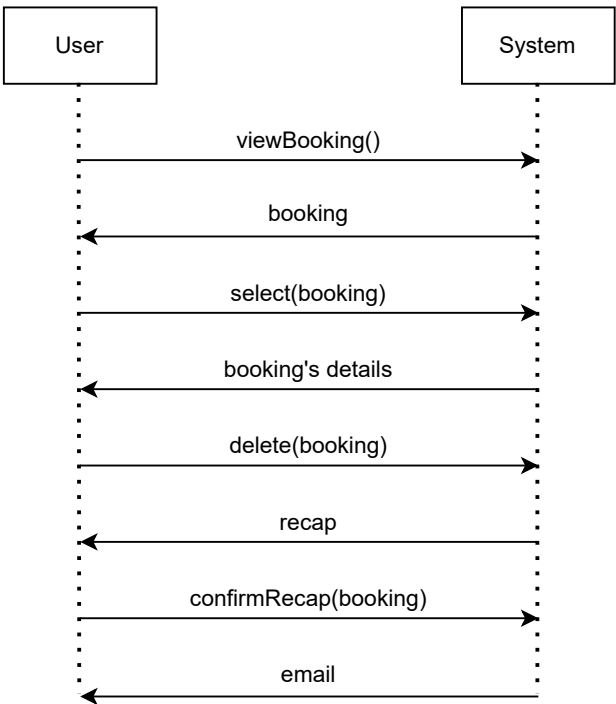 User
System
viewBooking()
booking
select(booking)
booking's details
delete(booking)
recap
confirmRecap(booking)
email